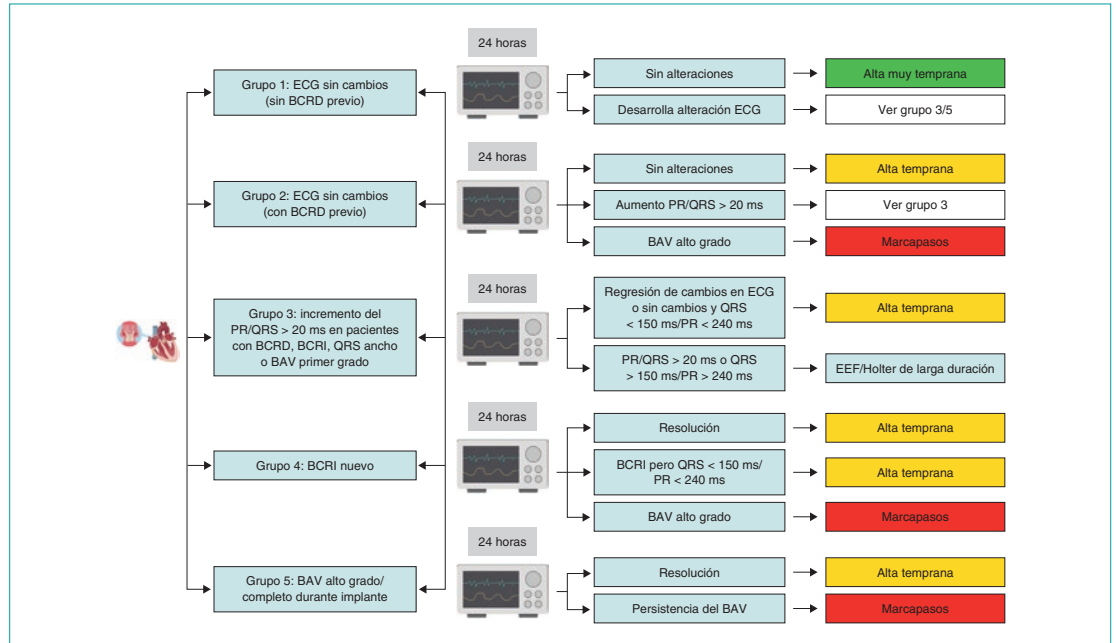 24 horas
Grupo 1: ECG sin cambios
(sin BCRD previo)
Sin alteraciones
Alta muy temprana
Desarrolla alteración ECG
Ver grupo 3/5
24 horas
Grupo 2: ECG sin cambios
(con BCRD previo)
Sin alteraciones
Alta temprana
Aumento PR/QRS > 20 ms
Ver grupo 3
BAV alto grado
Marcapasos
24 horas
Grupo 3: incremento del
PR/QRS > 20 ms en pacientes
con BCRD, BCRI, QRS ancho
o BAV primer grado
Regresión de cambios en ECG
o sin cambios y QRS
< 150 ms/PR < 240 ms
Alta temprana
PR/QRS > 20 ms o QRS
> 150 ms/PR > 240 ms
EEF/Holter de larga duración
24 horas
Grupo 4: BCRI nuevo
Resolución
Alta temprana
BCRI pero QRS < 150 ms/
PR < 240 ms
Alta temprana
BAV alto grado
Marcapasos
24 horas
Grupo 5: BAV alto grado/
completo durante implante
Resolución
Alta temprana
Persistencia del BAV
Marcapasos